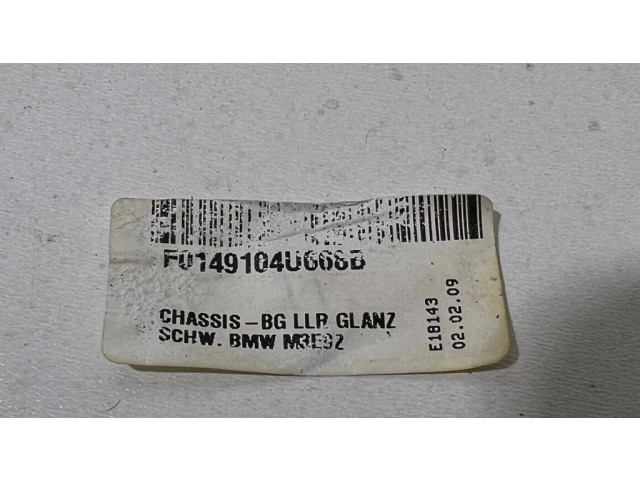 F0149104U668B
CHASSIS-BG LLR GLANZ
SCHW. BMW M3E92
E18143
02.02.09